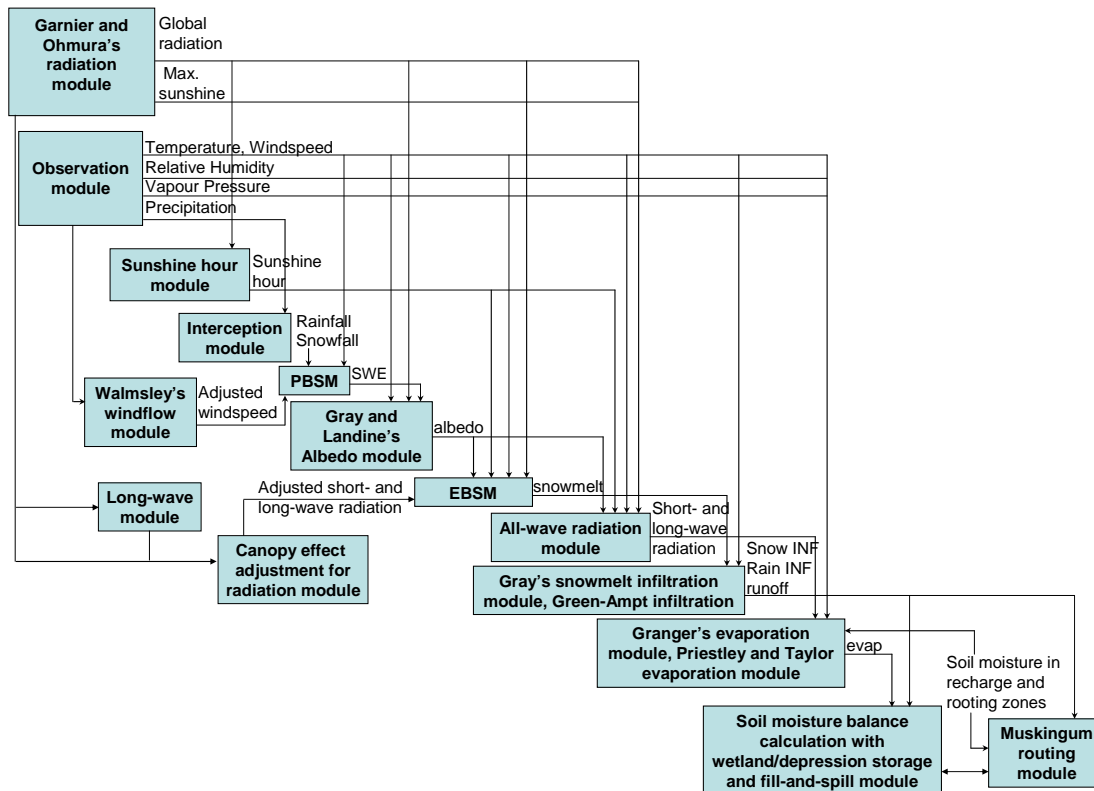 Garnier and
Ohmura's
radiation
module
Global
radiation
Max.
sunshine
Observation
module
Temperature, Windspeed
Relative Humidity
Vapour Pressure
Precipitation
Sunshine hour
module
Sunshine
hour
Interception
module
Rainfall
Snowfall
PBSM
SWE
Walmsley's
windflow
module
Adjusted
windspeed
Gray and
Landine's
Albedo module
albedo
Long-wave
module
Adjusted short- and
long-wave radiation
EBSM
snowmelt
Canopy effect
adjustment for
radiation module
All-wave radiation
module
Short- and
long-wave
radiation
Gray's snowmelt infiltration
module, Green-Ampt infiltration
Snow INF
Rain INF
runoff
Granger's evaporation
module, Priestley and Taylor
evaporation module
evap
Soil moisture in
recharge and
rooting zones
Soil moisture balance
calculation with
wetland/depression storage
and fill-and-spill module
Muskingum
routing
module